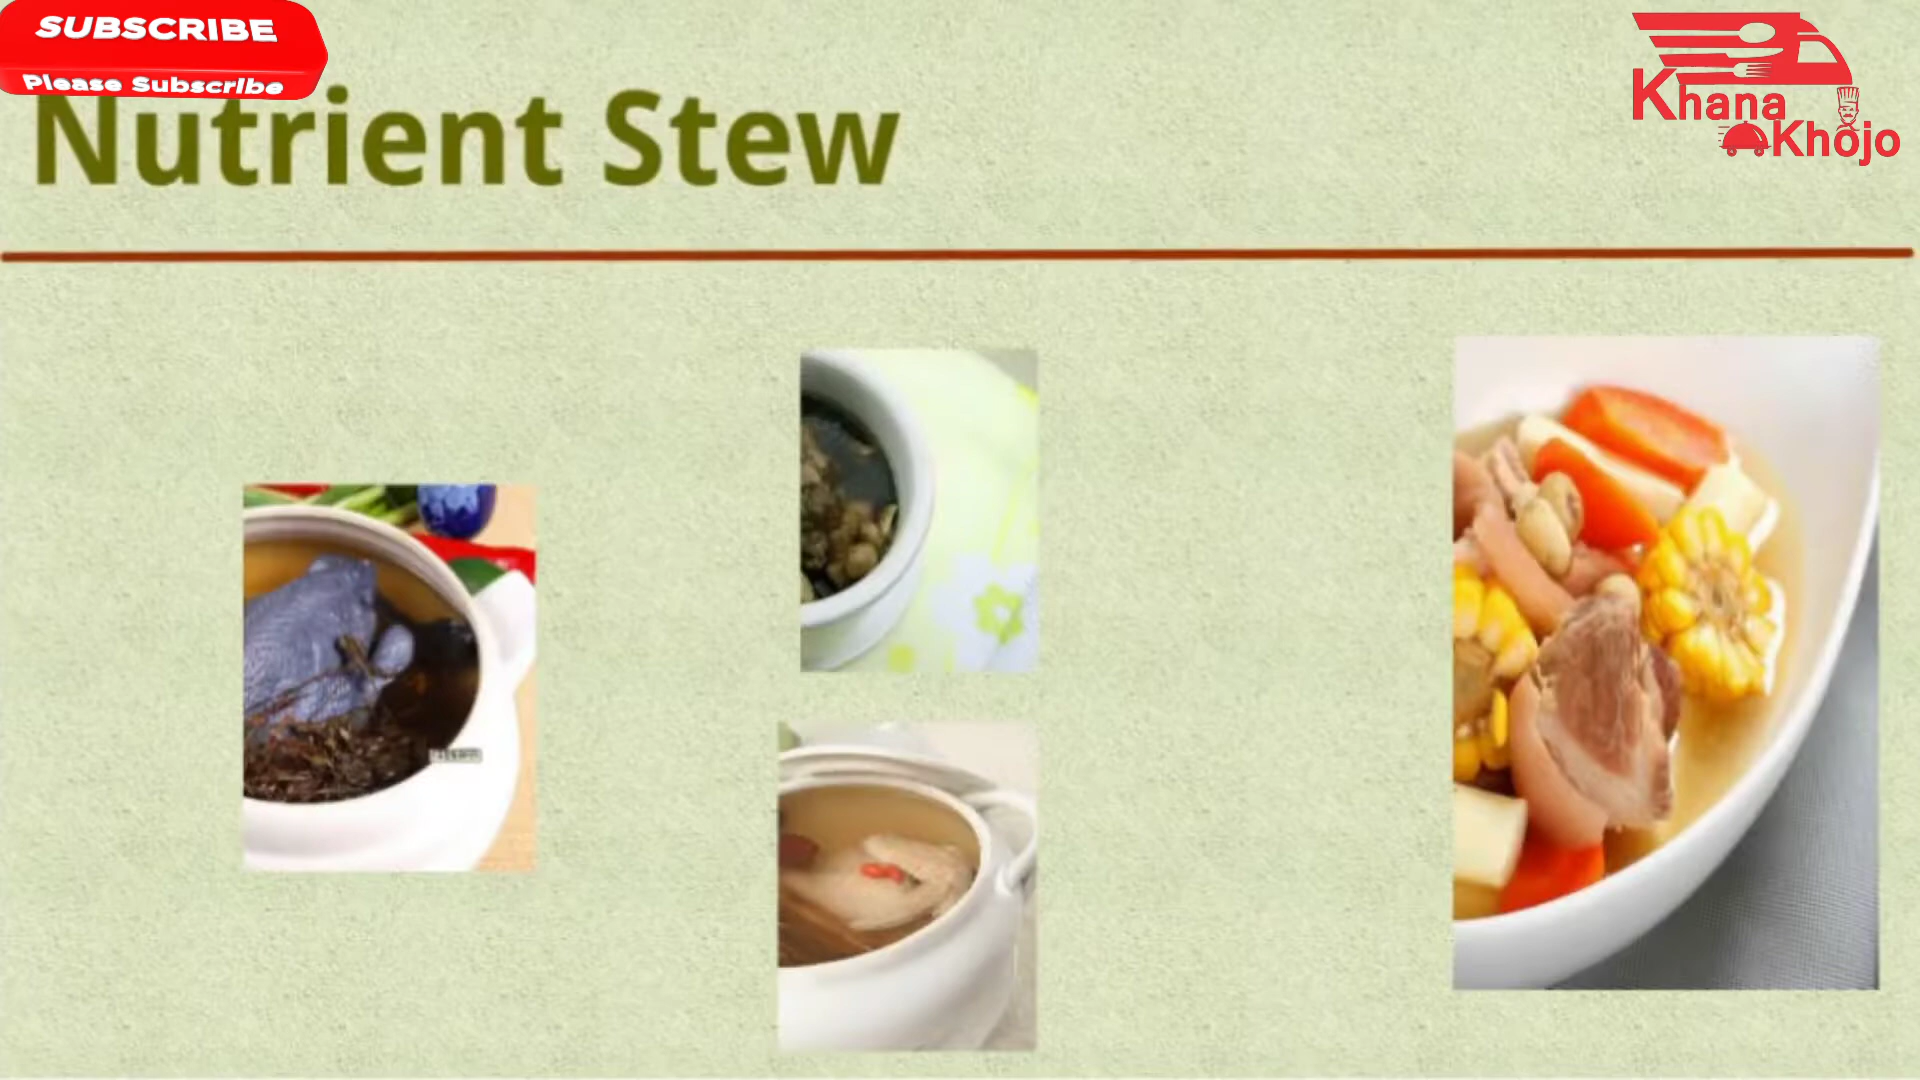 SUBSCRIBE
Please Subscribe
Nutrient Stew
Khana
Khojo